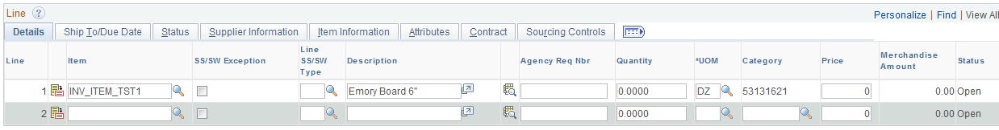 Line ?
Personalize | Find | View All
Details Ship To/Due Date Status Supplier Information Item Information Attributes Contract Sourcing Controls
Line Item SS/SW Exception Line SS/SW Type Description Agency Req Nbr Quantity *UOM Category Price Merchandise Amount Status
1 INV_ITEM_TST1 Emory Board 6" 0.0000 DZ 53131621 0 0.00 Open
2 0.0000 0 0.00 Open